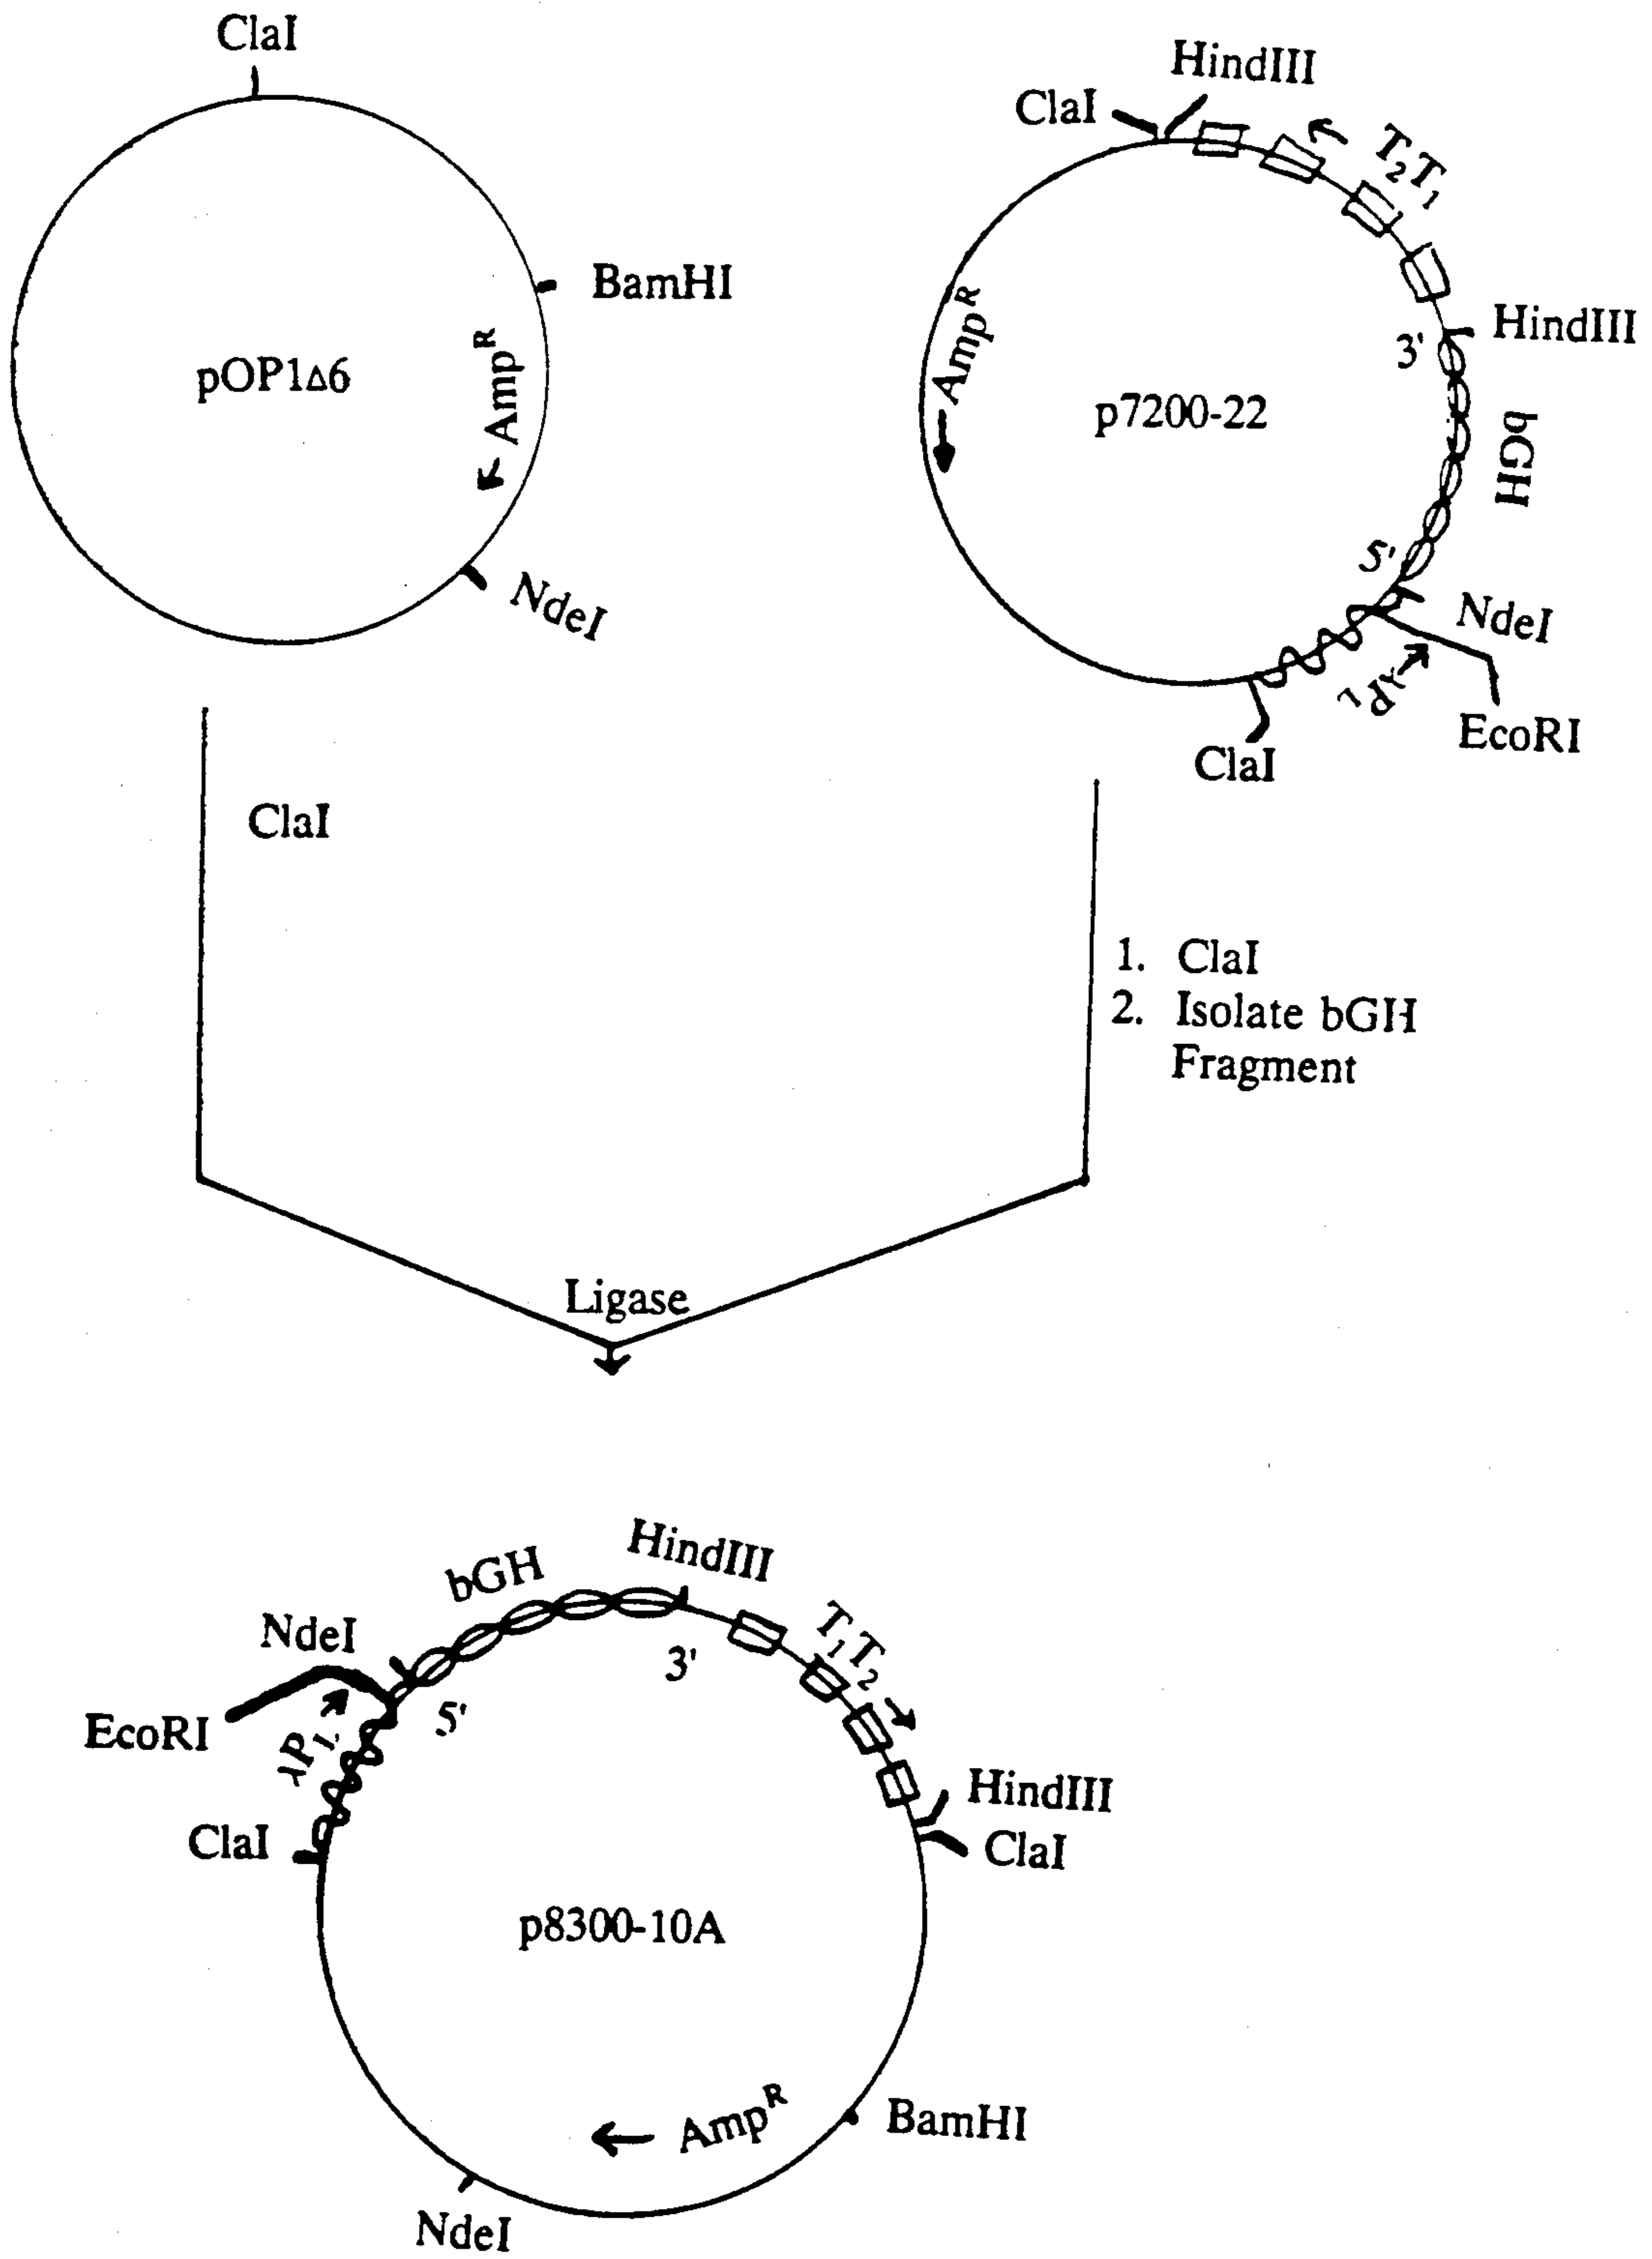 ClaI
BamHI
pOP1Δ6
Amp^R
NdeI
HindIII
ClaI
T₂T₁
HindIII
3'
Amp^R
p7200-22
bGH
5'
NdeI
λP_L
EcoRI
ClaI
ClaI
1. ClaI
2. Isolate bGH
Fragment
Ligase
HindIII
bGH
NdeI
T₁T₂
3'
5'
EcoRI
λP_L
HindIII
ClaI
ClaI
p8300-10A
Amp^R
BamHI
NdeI